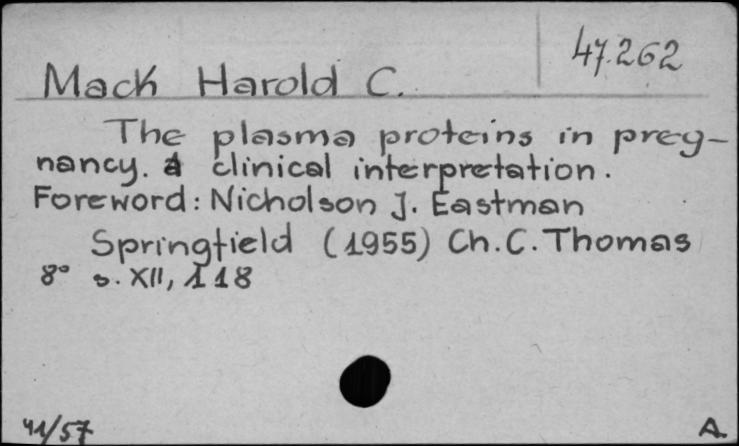 47.262
Mack Harold C.
The plasma proteins in preg-
nancy. A clinical interpretation.
Foreword: Nicholson J. Eastman
Springfield (1955) Ch. C. Thomas
8° s. XII, 118
41/57
A.